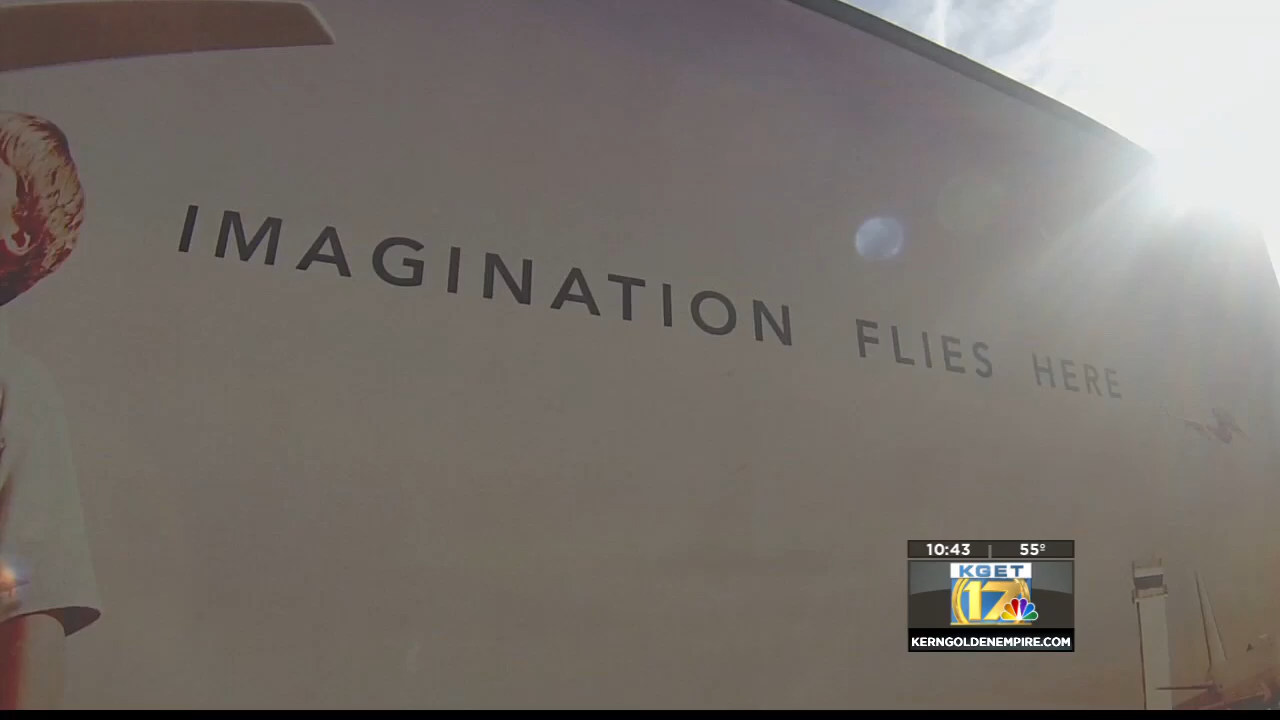 IMAGINATION FLIES HERE
10:43 | 55º
KGET
17
KERNGOLDENEMPIRE.COM